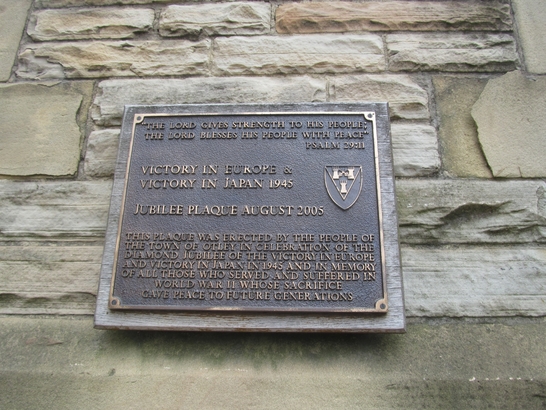 "THE LORD GIVES STRENGTH TO HIS PEOPLE;
THE LORD BLESSES HIS PEOPLE WITH PEACE"
PSALM 29:11
VICTORY IN EUROPE &
VICTORY IN JAPAN 1945
JUBILEE PLAQUE AUGUST 2005
THIS PLAQUE WAS ERECTED BY THE PEOPLE OF
THE TOWN OF OTLEY IN CELEBRATION OF THE
DIAMOND JUBILEE OF THE VICTORY IN EUROPE
AND VICTORY IN JAPAN IN 1945 AND IN MEMORY
OF ALL THOSE WHO SERVED AND SUFFERED IN
WORLD WAR II WHOSE SACRIFICE
GAVE PEACE TO FUTURE GENERATIONS